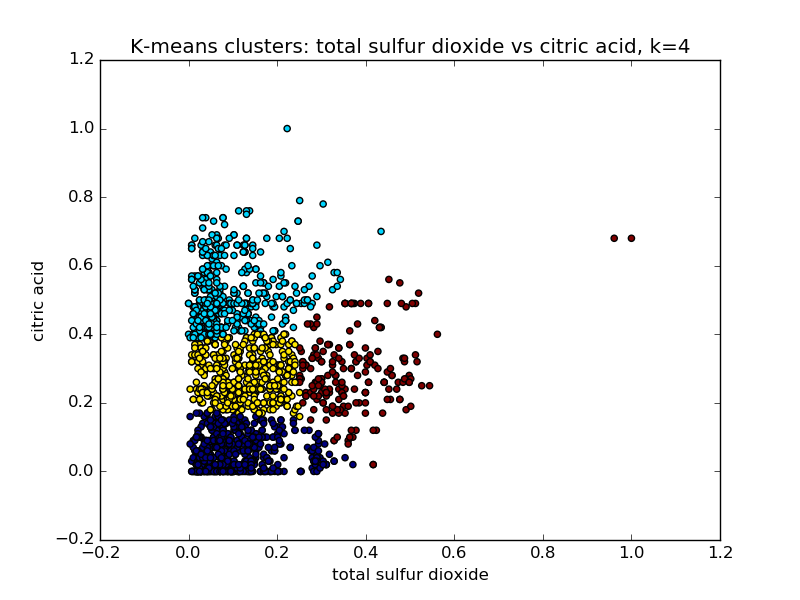 K-means clusters: total sulfur dioxide vs citric acid, k=4
1.2
1.0
0.8
0.6
0.4
0.2
0.0
−0.2
citric acid
−0.2 0.0 0.2 0.4 0.6 0.8 1.0 1.2
total sulfur dioxide